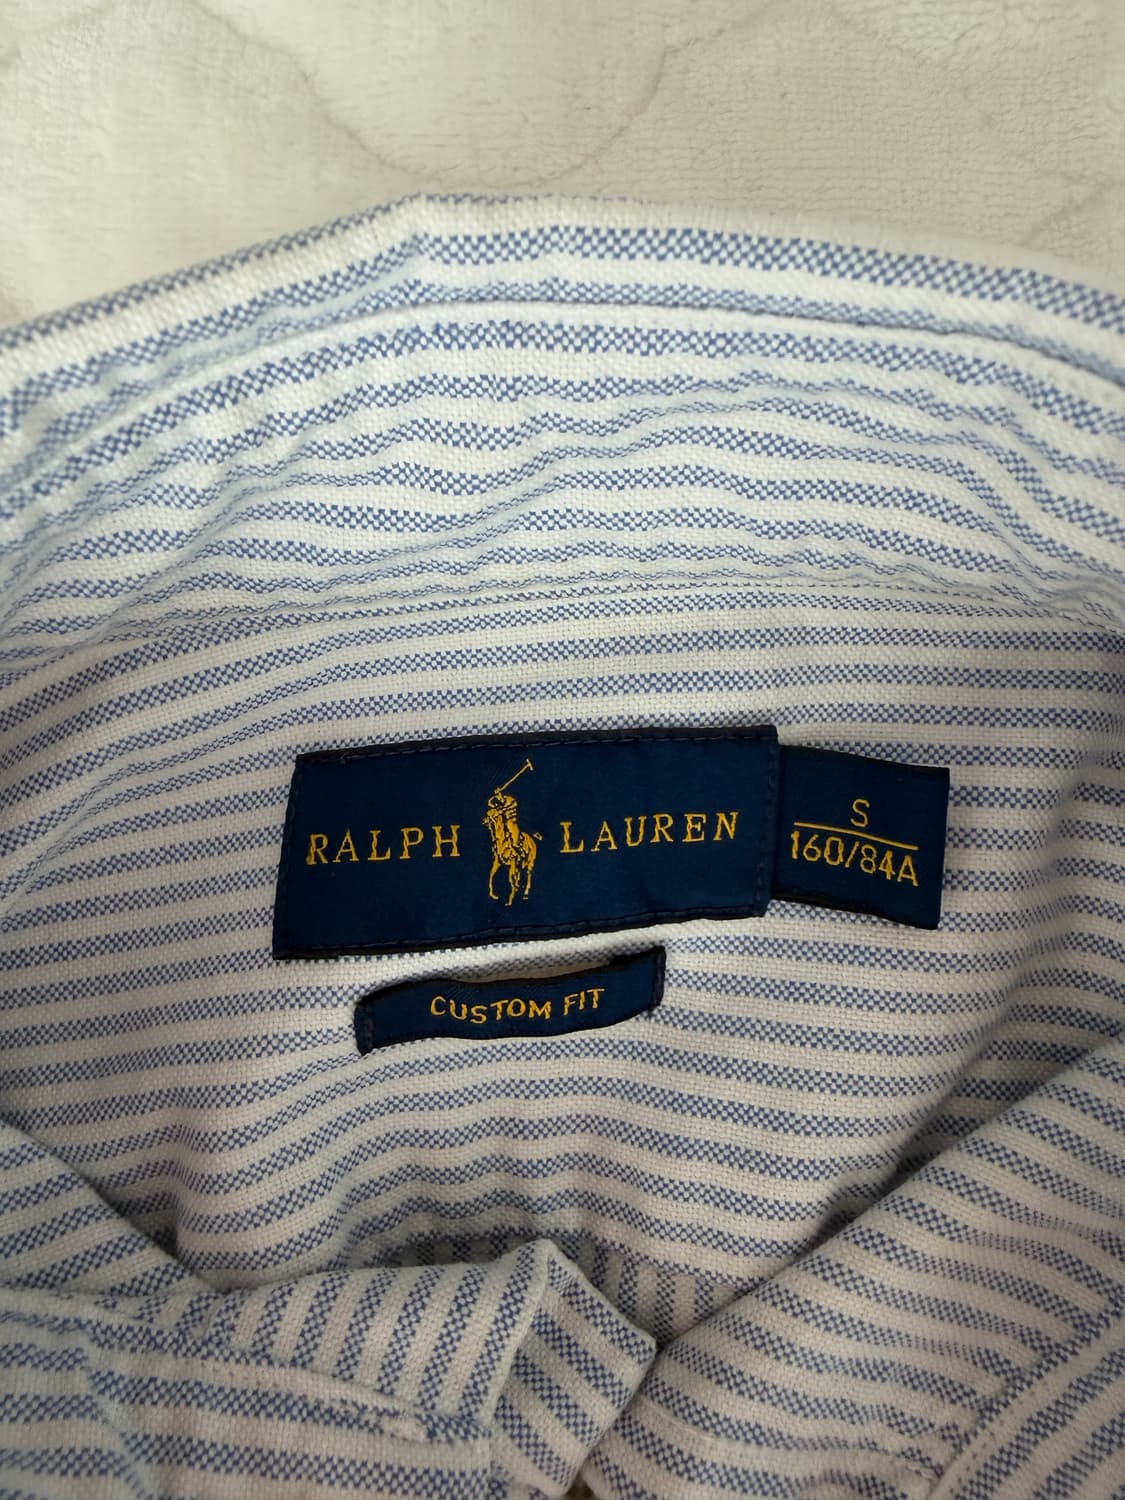 RALPH LAUREN
S
160/84A
CUSTOM FIT